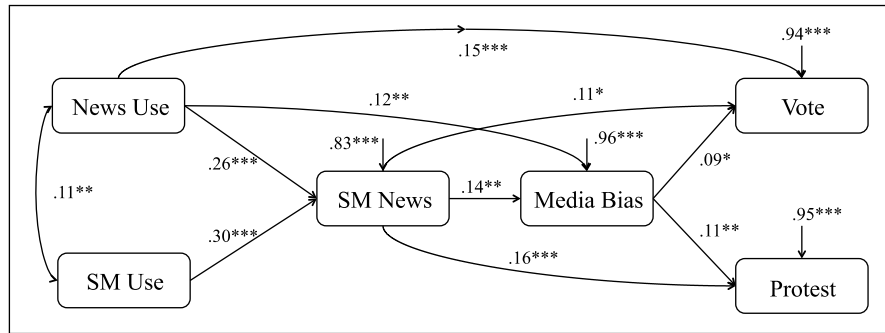 .94***
.15***
News Use
Vote
.12**
.11*
.83***
.96***
.26***
.09*
.11**
.14**
SM News
Media Bias
.30***
.11**
.95***
.16***
SM Use
Protest